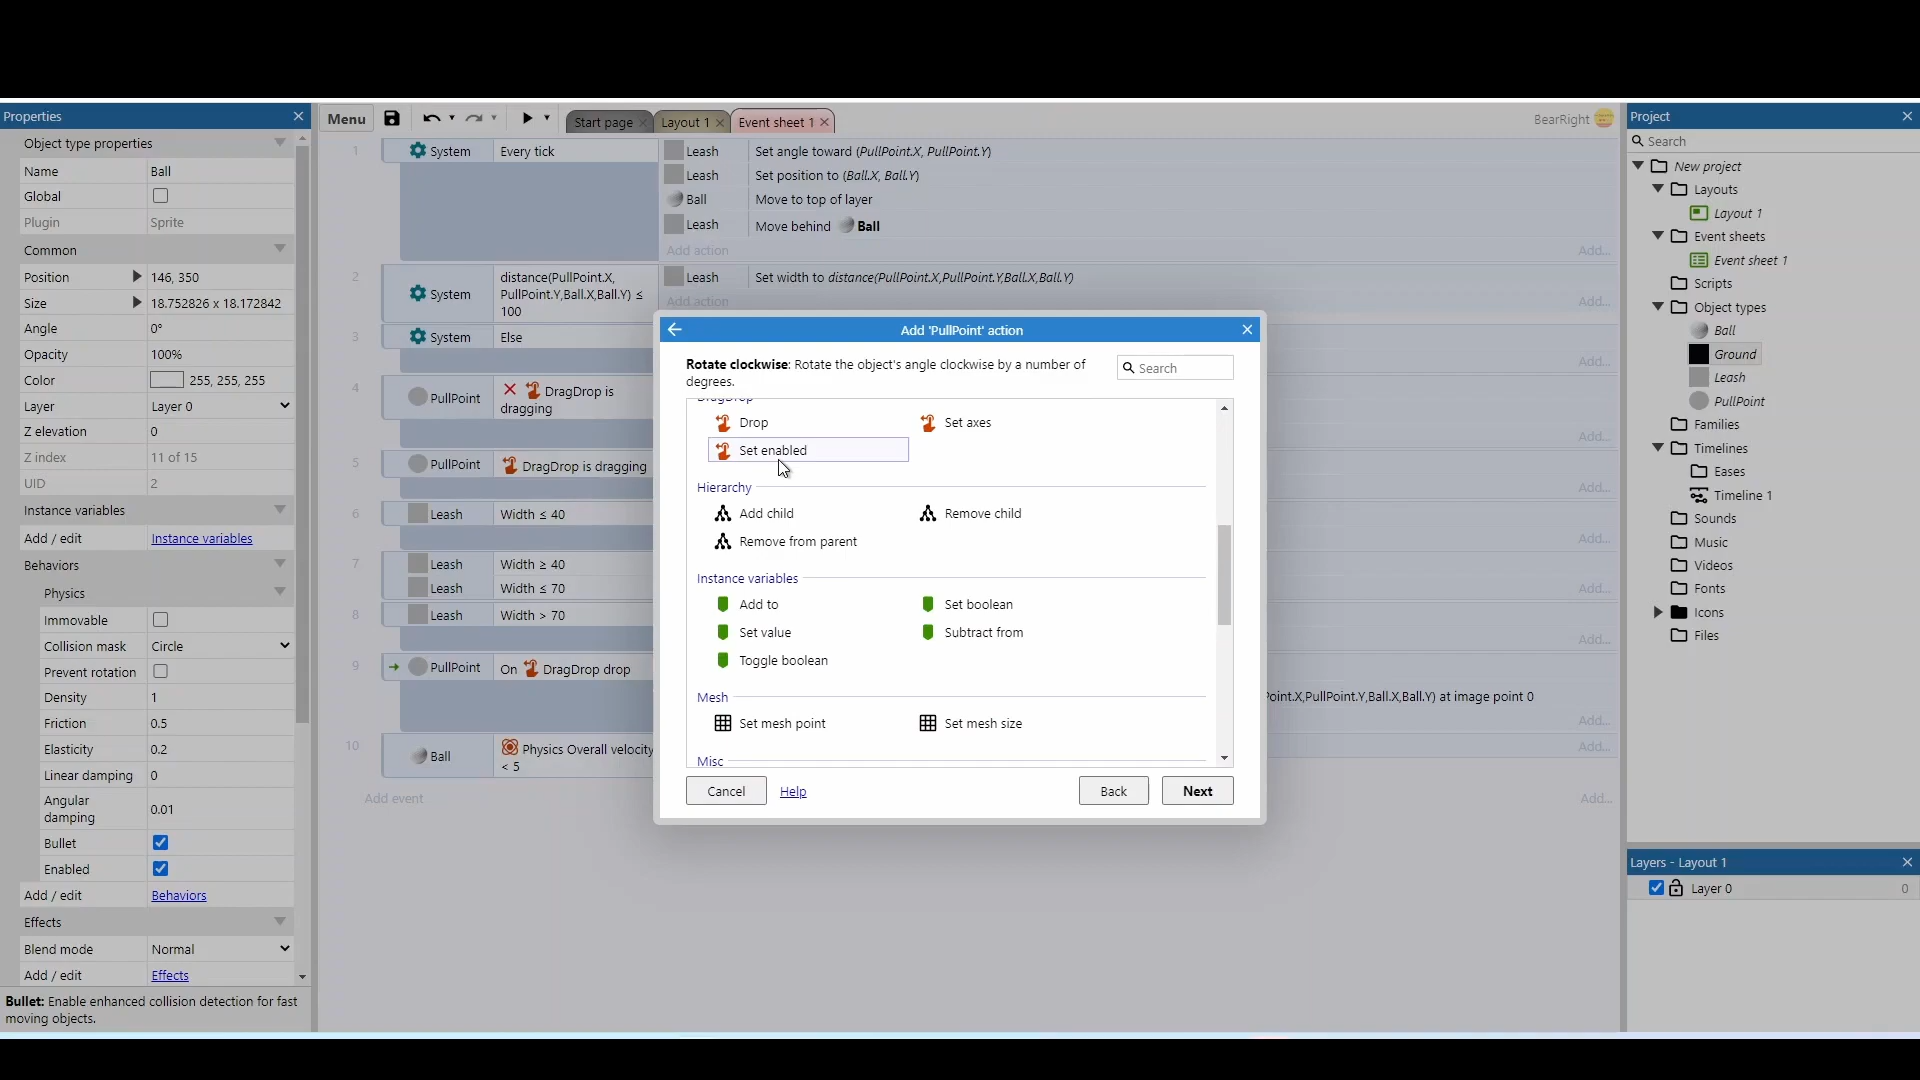 Properties
Object type properties
Name Ball
Global
Plugin Sprite
Common
Position 146, 350
Size 18.752826 x 18.172842
Angle 0°
Opacity 100%
Color 255, 255, 255
Layer Layer 0
Z elevation 0
Z index 11 of 15
UID 2
Instance variables
Add / edit Instance variables
Behaviors
Physics
Immovable
Collision mask Circle
Prevent rotation
Density 1
Friction 0.5
Elasticity 0.2
Linear damping 0
Angular
damping 0.01
Bullet
Enabled
Add / edit Behaviors
Effects
Blend mode Normal
Add / edit Effects
Bullet: Enable enhanced collision detection for fast
moving objects.
Menu Start page Layout 1 Event sheet 1 BearRight
1 System Every tick Leash Set angle toward (PullPoint.X, PullPoint.Y)
Leash Set position to (Ball.X, Ball.Y)
Ball Move to top of layer
Leash Move behind Ball
Add action Add...
2 System distance(PullPoint.X,
PullPoint.Y,Ball.X,Ball.Y) ≤
100
Leash Set width to distance(PullPoint.X,PullPoint.Y,Ball.X,Ball.Y)
Add action Add...
3 System Else
Add...
4 PullPoint DragDrop is
dragging
Add...
5 PullPoint DragDrop is dragging
Add...
6 Leash Width ≤ 40
Add...
7 Leash Width ≥ 40
Leash Width ≤ 70
Add...
8 Leash Width > 70
Add...
9 PullPoint On DragDrop drop
Point.X,PullPoint.Y,Ball.X,Ball.Y) at image point 0
Add...
10 Ball Physics Overall velocity
< 5
Add...
Add event Add...
Add 'PullPoint' action
Rotate clockwise: Rotate the object's angle clockwise by a number of
degrees.
Search
DragDrop
Drop Set axes
Set enabled
Hierarchy
Add child Remove child
Remove from parent
Instance variables
Add to Set boolean
Set value Subtract from
Toggle boolean
Mesh
Set mesh point Set mesh size
Misc
Cancel Help Back Next
Project
Search
New project
Layouts
Layout 1
Event sheets
Event sheet 1
Scripts
Object types
Ball
Ground
Leash
PullPoint
Families
Timelines
Eases
Timeline 1
Sounds
Music
Videos
Fonts
Icons
Files
Layers - Layout 1
Layer 0 0